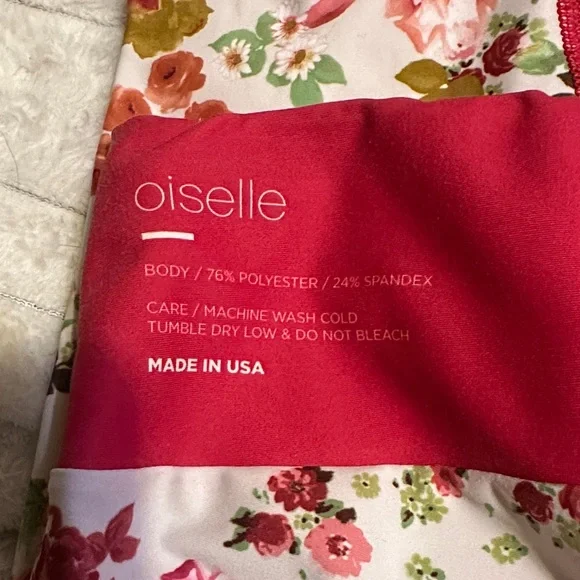 oiselle
BODY / 76% POLYESTER / 24% SPANDEX
CARE / MACHINE WASH COLD
TUMBLE DRY LOW & DO NOT BLEACH
MADE IN USA